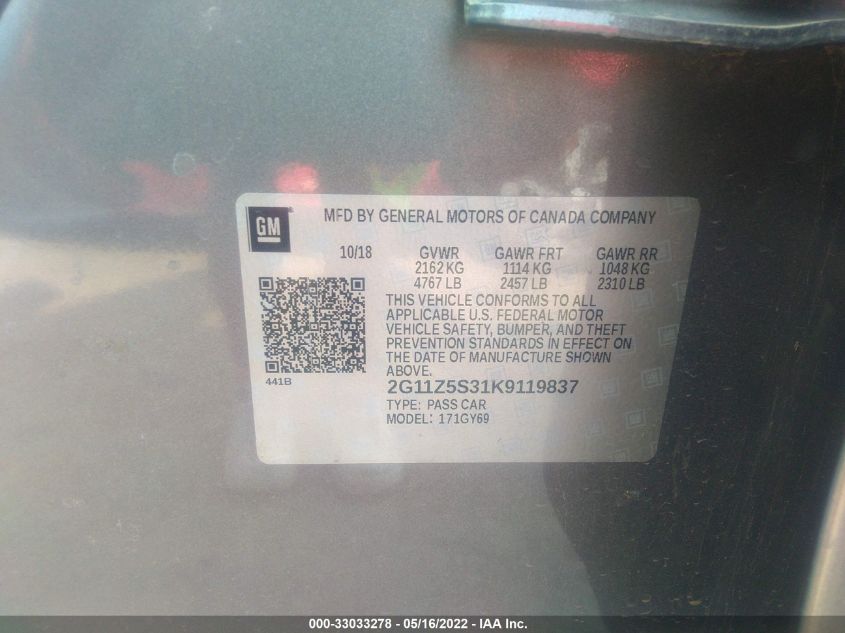 GM
MFD BY GENERAL MOTORS OF CANADA COMPANY
10/18 GVWR GAWR FRT GAWR RR
2162 KG 1114 KG 1048 KG
4767 LB 2457 LB 2310 LB
THIS VEHICLE CONFORMS TO ALL
APPLICABLE U.S. FEDERAL MOTOR
VEHICLE SAFETY, BUMPER, AND THEFT
PREVENTION STANDARDS IN EFFECT ON
THE DATE OF MANUFACTURE SHOWN
ABOVE.
441B
2G11Z5S31K9119837
TYPE: PASS CAR
MODEL: 171GY69
000-33033278 - 05/16/2022 - IAA Inc.